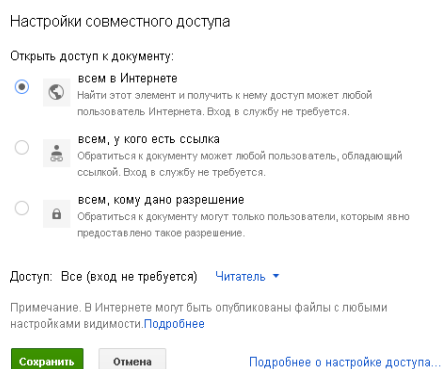 Настройки совместного доступа
Открыть доступ к документу:
всем в Интернете
Найти этот элемент и получить к нему доступ может любой
пользователь Интернета. Вход в службу не требуется.
всем, у кого есть ссылка
Обратиться к документу может любой пользователь, обладающий
ссылкой. Вход в службу не требуется.
всем, кому дано разрешение
Обратиться к документу могут только пользователи, которым явно
предоставлено такое разрешение.
Доступ: Все (вход не требуется) Читатель
Примечание. В Интернете могут быть опубликованы файлы с любыми
настройками видимости.Подробнее
Сохранить Отмена Подробнее о настройке доступа...